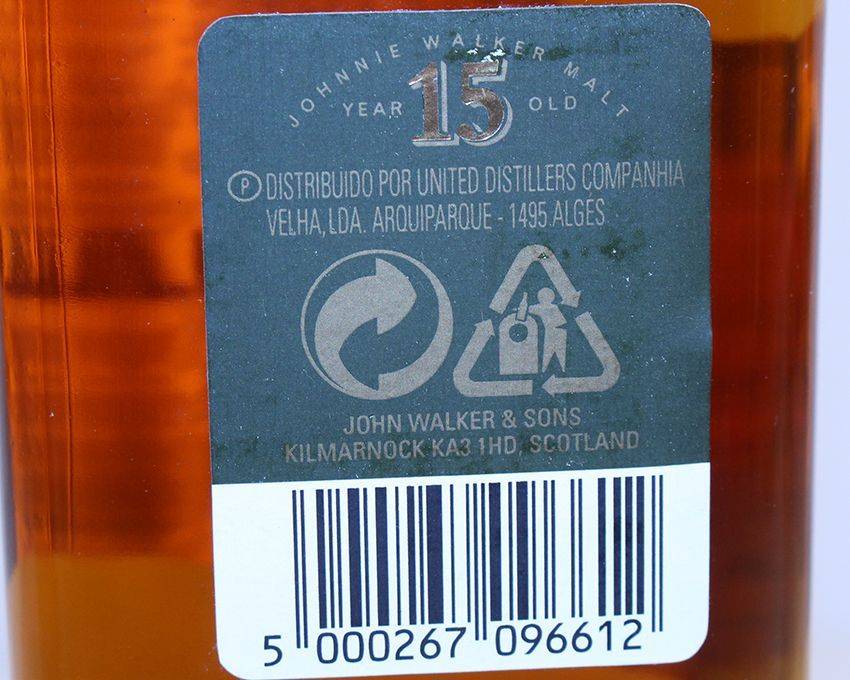 JOHNNIE WALKER MALT
YEAR 15 OLD
℗ DISTRIBUIDO POR UNITED DISTILLERS COMPANHIA
VELHA, LDA. ARQUIPARQUE - 1495 ALGÉS
JOHN WALKER & SONS
KILMARNOCK KA3 1HD, SCOTLAND
5 000267 096612